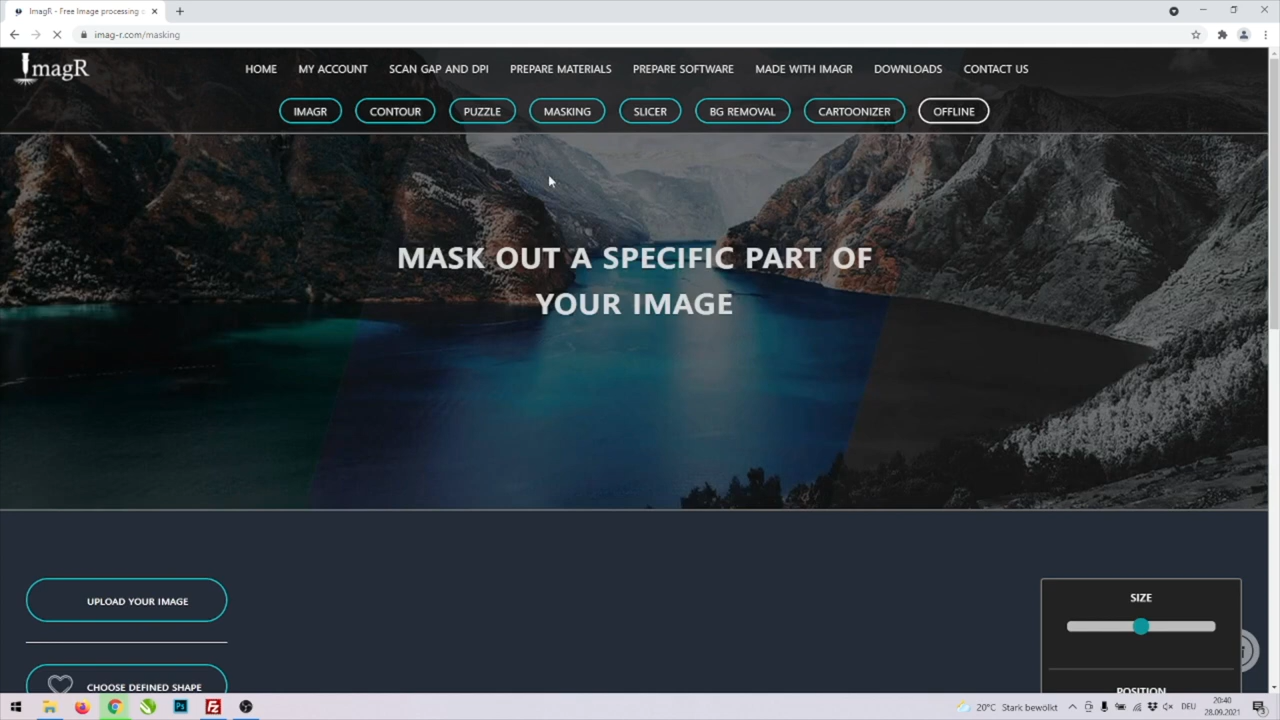 ImagR - Free Image processing
imag-r.com/masking
ImagR
HOME MY ACCOUNT SCAN GAP AND DPI PREPARE MATERIALS PREPARE SOFTWARE MADE WITH IMAGR DOWNLOADS CONTACT US
IMAGR CONTOUR PUZZLE MASKING SLICER BG REMOVAL CARTOONIZER OFFLINE
MASK OUT A SPECIFIC PART OF
YOUR IMAGE
UPLOAD YOUR IMAGE
SIZE
CHOOSE DEFINED SHAPE
POSITION
Ps FZ 20°C Stark bewölkt DEU 20:40
28.09.2021